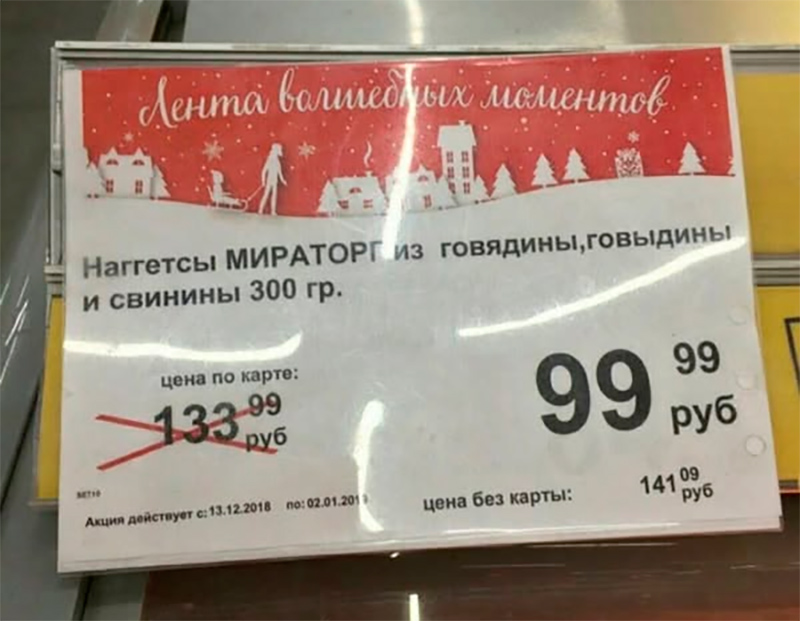 Лента волшебных моментов
Наггетсы МИРАТОРГ из говядины,говыдины
и свинины 300 гр.
цена по карте:
133 99 руб
99 99 руб
SET10
Акция действует с:13.12.2018 по:02.01.2019
цена без карты: 141 09 руб